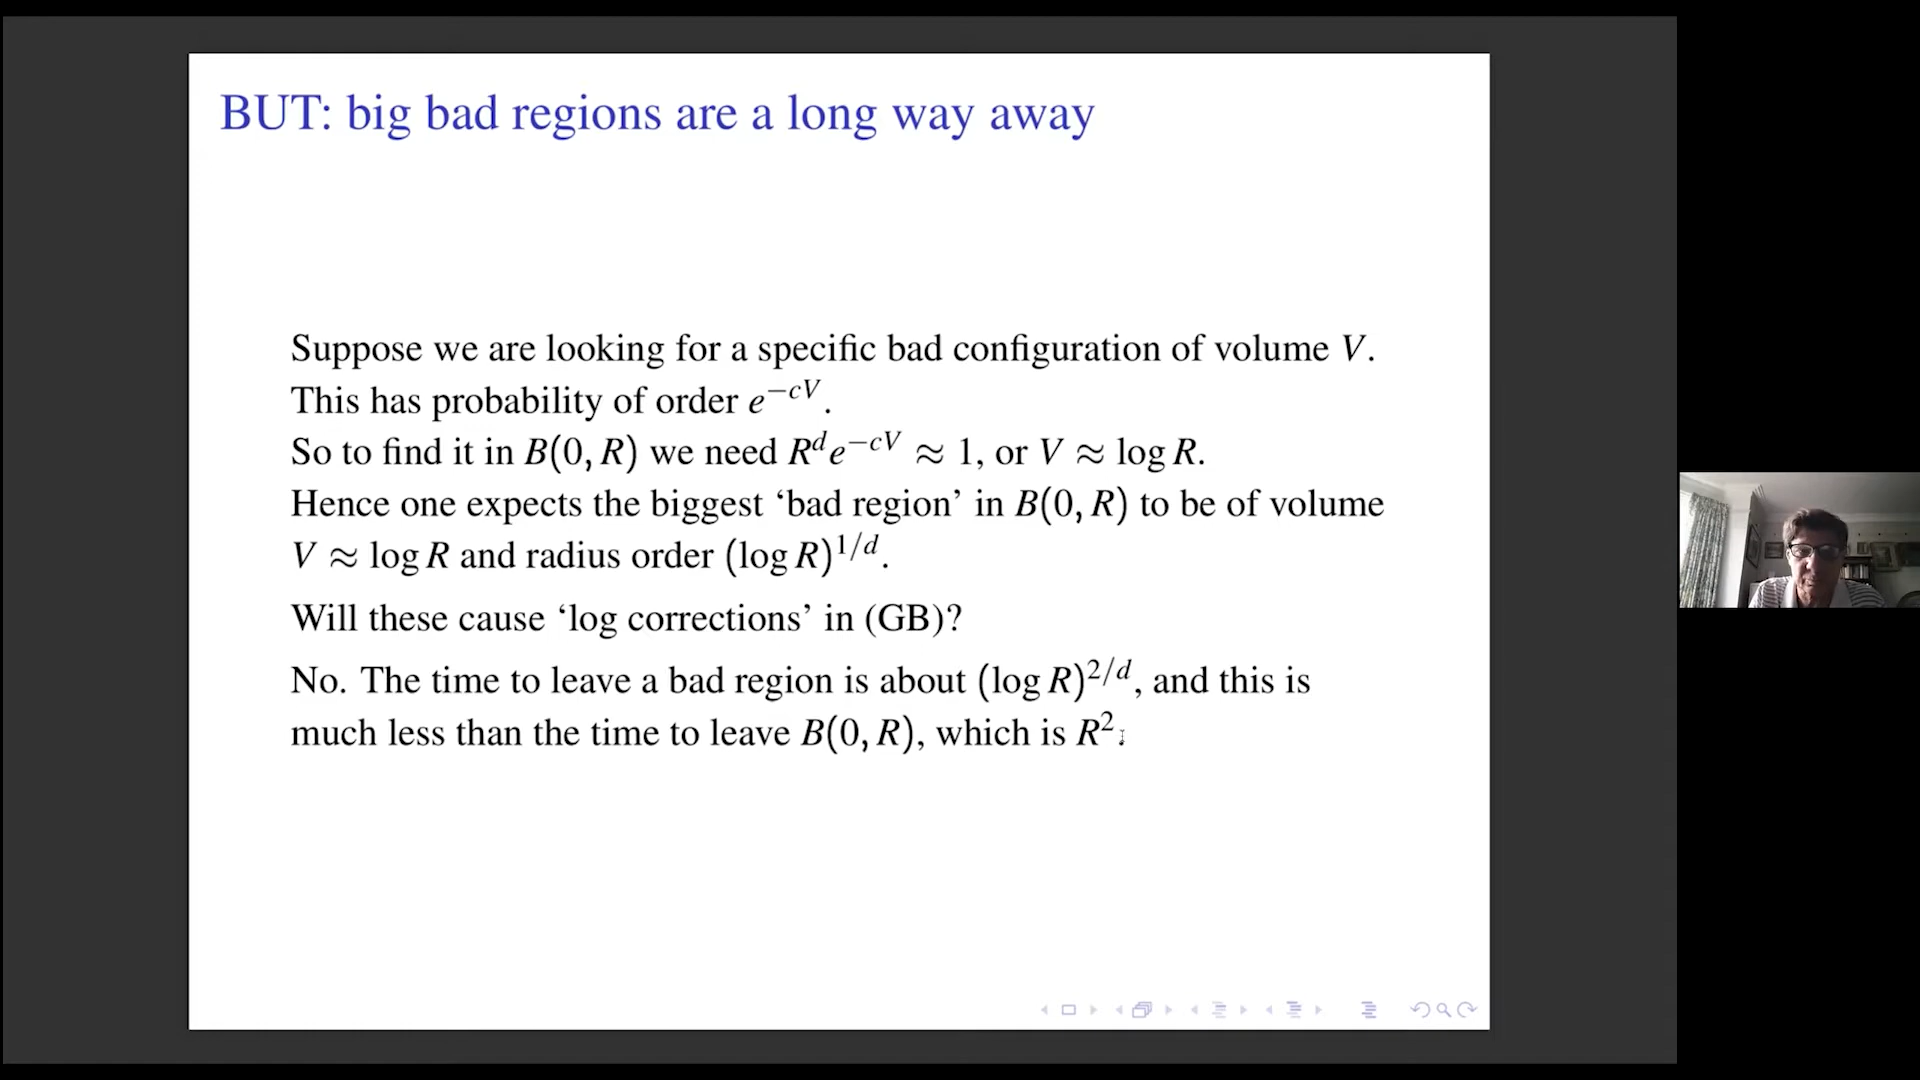 BUT: big bad regions are a long way away
Suppose we are looking for a specific bad configuration of volume V.
This has probability of order e^{−cV}.
So to find it in B(0, R) we need R^d e^{−cV} ≈ 1, or V ≈ log R.
Hence one expects the biggest ‘bad region’ in B(0, R) to be of volume
V ≈ log R and radius order (log R)^{1/d}.
Will these cause ‘log corrections’ in (GB)?
No. The time to leave a bad region is about (log R)^{2/d}, and this is
much less than the time to leave B(0, R), which is R².